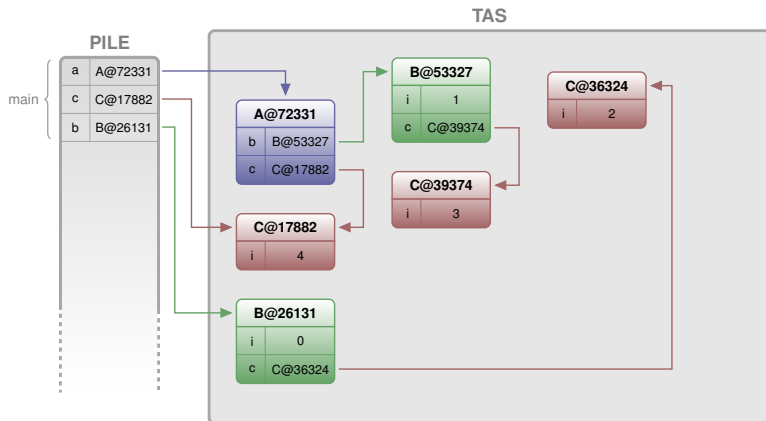 TAS
PILE
main
a A@72331
c C@17882
b B@26131
A@72331
b B@53327
c C@17882
B@53327
i 1
c C@39374
C@36324
i 2
C@39374
i 3
C@17882
i 4
B@26131
i 0
c C@36324